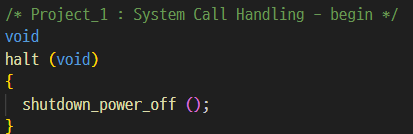 /* Project_1 : System Call Handling - begin */
void
halt (void)
{
  shutdown_power_off ();
}